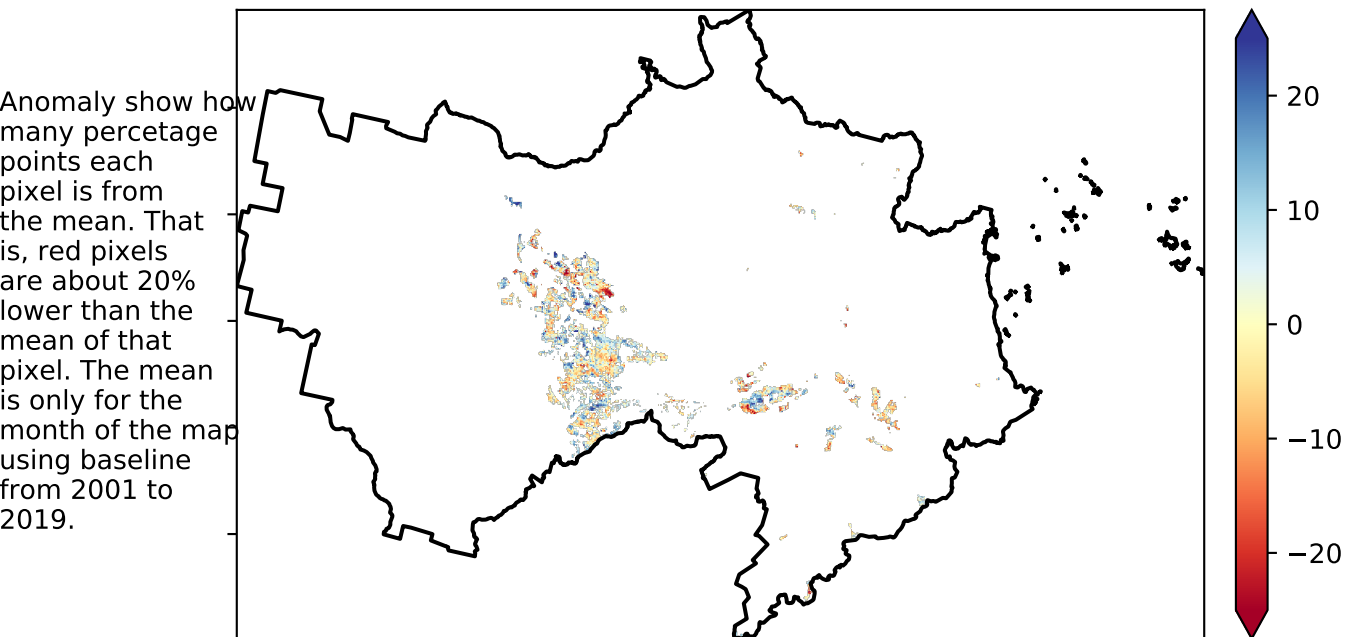 Anomaly show how
many percetage
points each
pixel is from
the mean. That
is, red pixels
are about 20%
lower than the
mean of that
pixel. The mean
is only for the
month of the map
using baseline
from 2001 to
2019.
20
10
0
−10
−20